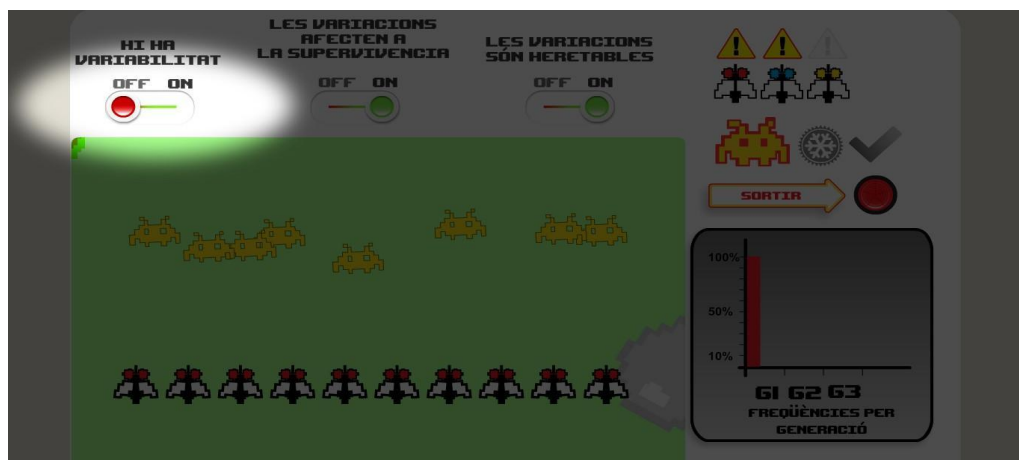 HI HA
VARIABILITAT
OFF ON
LES VARIACIONS
AFECTEN A
LA SUPERVIVENCIA
OFF ON
LES VARIACIONS
SÓN HERETABLES
OFF ON
SORTIR
100%
50%
10%
G1 G2 G3
FREQÜÈNCIES PER
GENERACIÓ